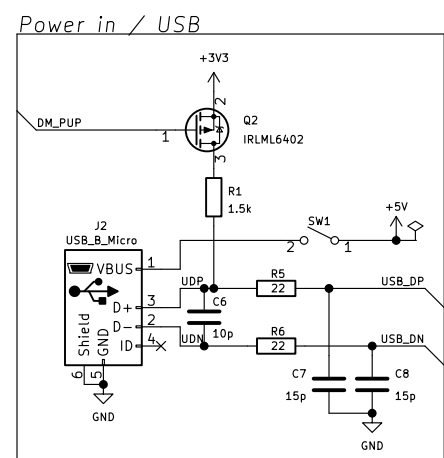 Power in / USB
+3V3
2
DM_PUP
1
Q2
IRLML6402
3
R1
1.5k
J2
USB_B_Micro
SW1
2
1
+5V
VBUS
1
D+
3
D-
2
ID
4
Shield
GND
6
5
GND
UDP
R5
22
USB_DP
C6
10p
UDN
R6
22
USB_DN
C7
15p
C8
15p
GND